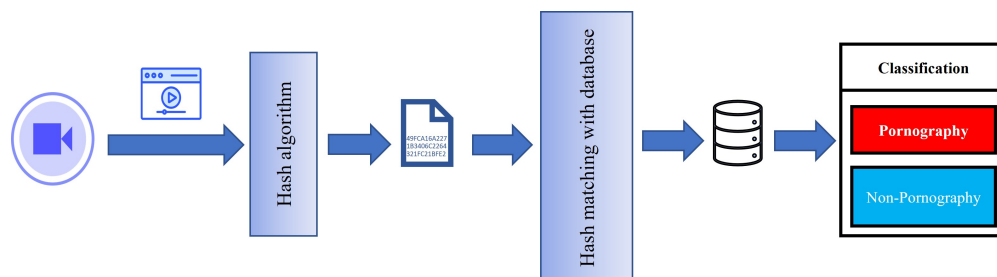 Hash algorithm
49FCA16A227
1B3406C2264
321FC21BFE2
Hash matching with database
Classification
Pornography
Non-Pornography